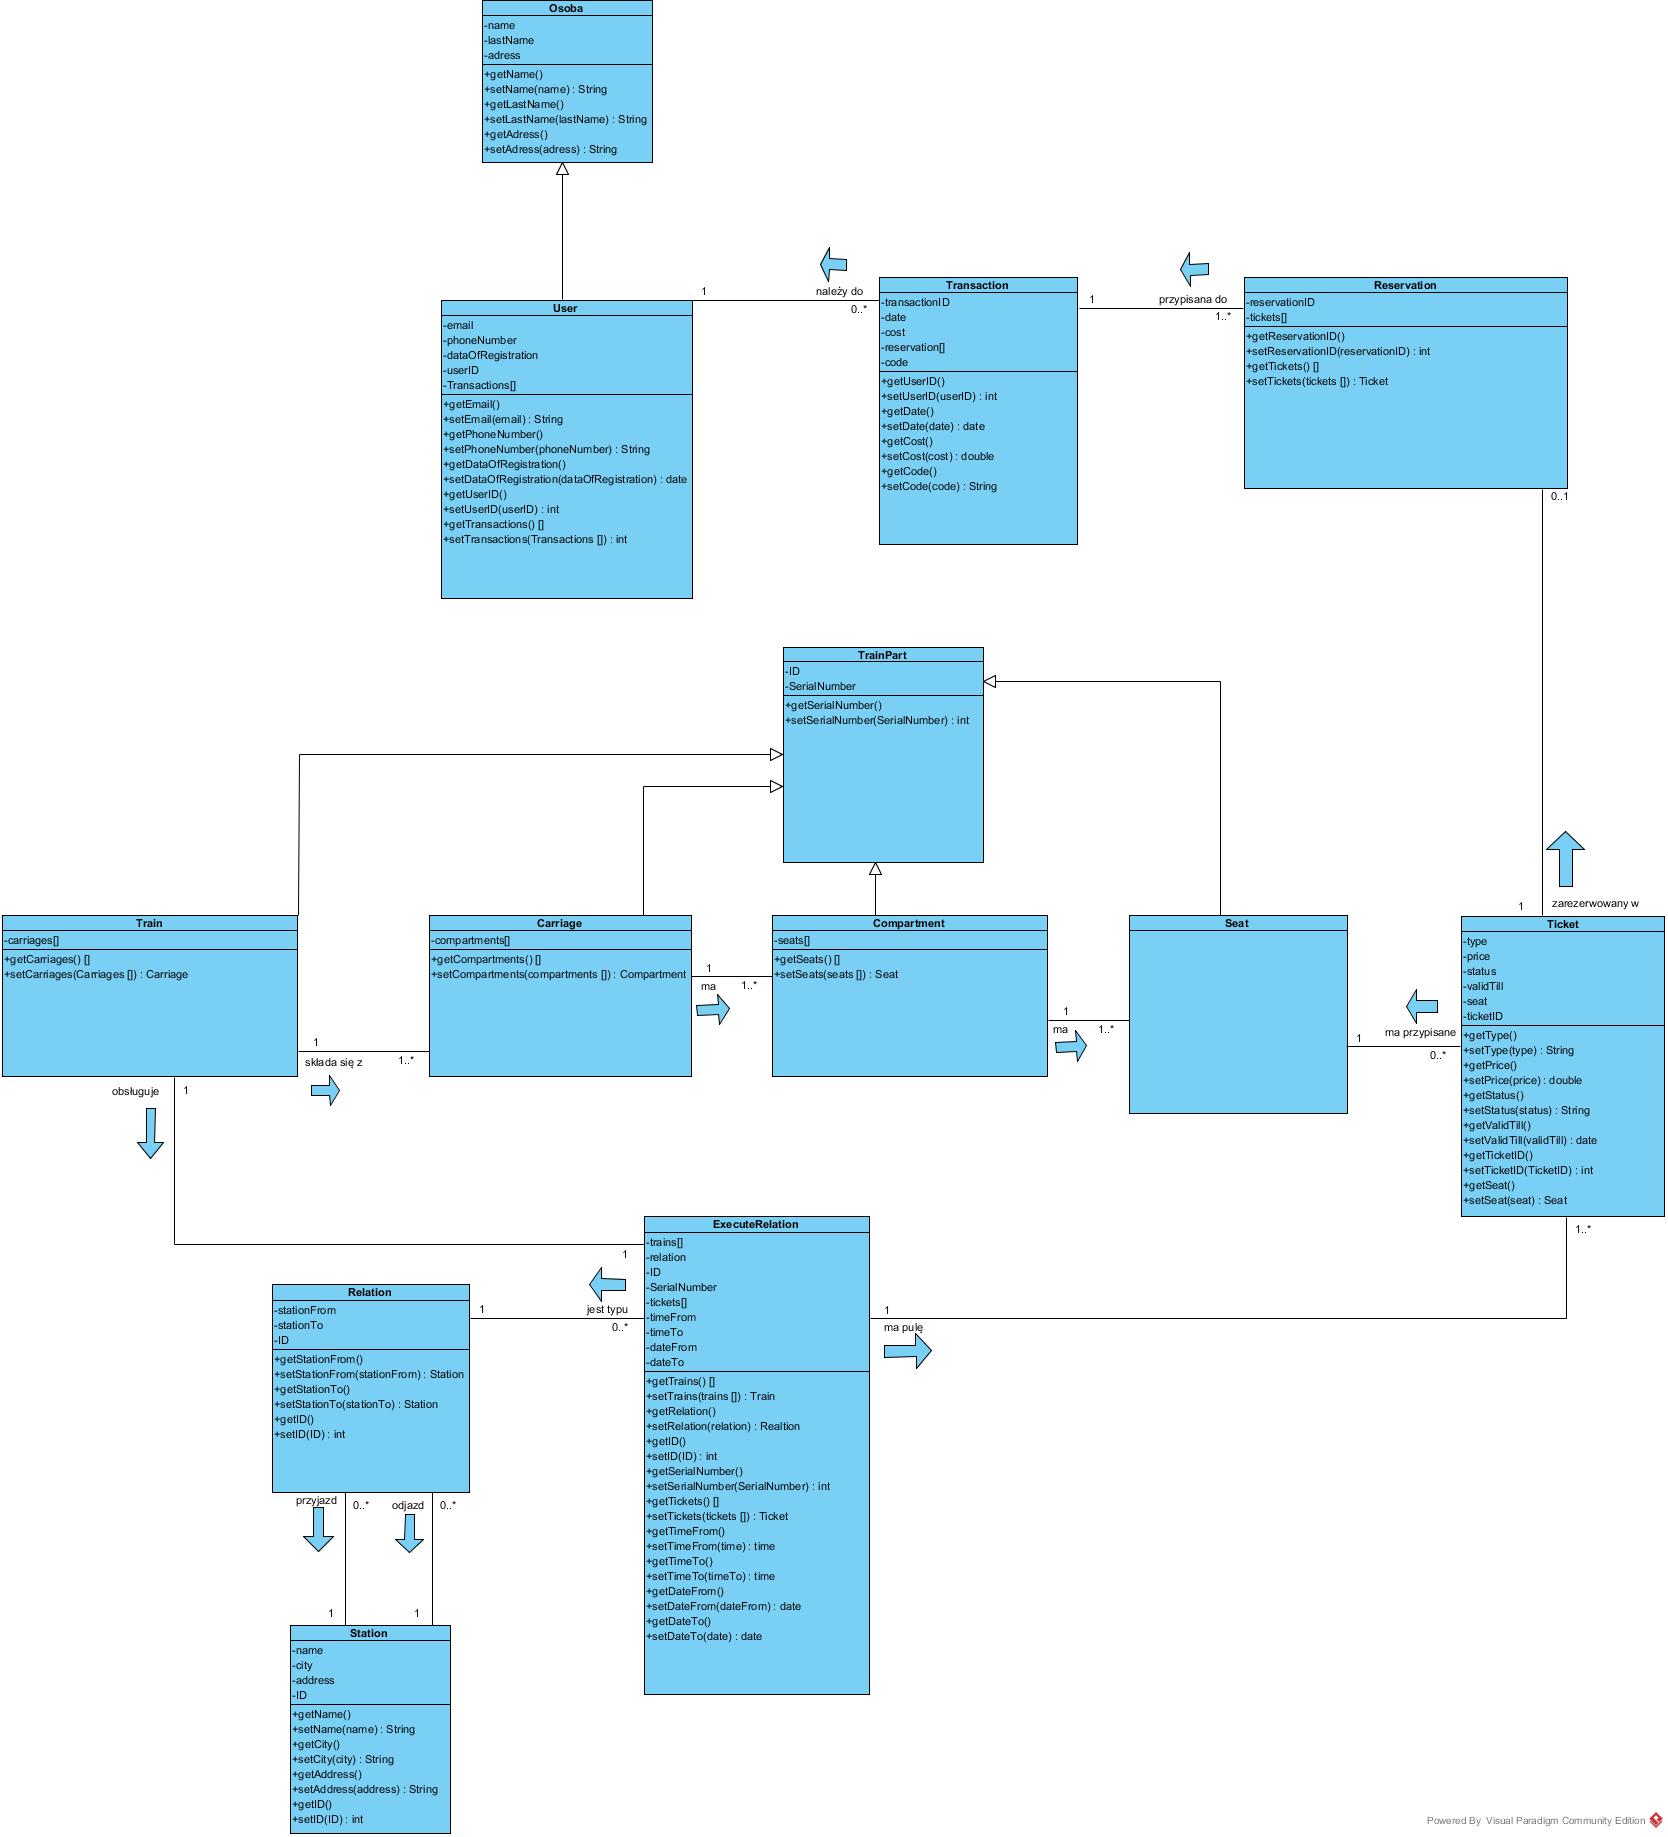 Osoba
-name
-lastName
-adress
+getName()
+setName(name) : String
+getLastName()
+setLastName(lastName) : String
+getAdress()
+setAdress(adress) : String
User
-email
-phoneNumber
-dataOfRegistration
-userID
-Transactions[]
+getEmail()
+setEmail(email) : String
+getPhoneNumber()
+setPhoneNumber(phoneNumber) : String
+getDataOfRegistration()
+setDataOfRegistration(dataOfRegistration) : date
+getUserID()
+setUserID(userID) : int
+getTransactions() []
+setTransactions(Transactions []) : int
1
należy do
0..*
Transaction
-transactionID
-date
-cost
-reservation[]
-code
+getUserID()
+setUserID(userID) : int
+getDate()
+setDate(date) : date
+getCost()
+setCost(cost) : double
+getCode()
+setCode(code) : String
1
przypisana do
1..*
Reservation
-reservationID
-tickets[]
+getReservationID()
+setReservationID(reservationID) : int
+getTickets() []
+setTickets(tickets []) : Ticket
0..1
TrainPart
-ID
-SerialNumber
+getSerialNumber()
+setSerialNumber(SerialNumber) : int
1
zarezerwowany w
Train
-carriages[]
+getCarriages() []
+setCarriages(Carriages []) : Carriage
1
składa się z
1..*
Carriage
-compartments[]
+getCompartments() []
+setCompartments(compartments []) : Compartment
1
ma
1..*
Compartment
-seats[]
+getSeats() []
+setSeats(seats []) : Seat
1
ma
1..*
Seat
1
ma przypisane
0..*
Ticket
-type
-price
-status
-validTill
-seat
-ticketID
+getType()
+setType(type) : String
+getPrice()
+setPrice(price) : double
+getStatus()
+setStatus(status) : String
+getValidTill()
+setValidTill(validTill) : date
+getTicketID()
+setTicketID(TicketID) : int
+getSeat()
+setSeat(seat) : Seat
1..*
obsługuje
1
1
ExecuteRelation
-trains[]
-relation
-ID
-SerialNumber
-tickets[]
-timeFrom
-timeTo
-dateFrom
-dateTo
+getTrains() []
+setTrains(trains []) : Train
+getRelation()
+setRelation(relation) : Realtion
+getID()
+setID(ID) : int
+getSerialNumber()
+setSerialNumber(SerialNumber) : int
+getTickets() []
+setTickets(tickets []) : Ticket
+getTimeFrom()
+setTimeFrom(time) : time
+getTimeTo()
+setTimeTo(timeTo) : time
+getDateFrom()
+setDateFrom(dateFrom) : date
+getDateTo()
+setDateTo(date) : date
1
ma pulę
1
jest typu
0..*
Relation
-stationFrom
-stationTo
-ID
+getStationFrom()
+setStationFrom(stationFrom) : Station
+getStationTo()
+setStationTo(stationTo) : Station
+getID()
+setID(ID) : int
przyjazd
0..*
odjazd
0..*
1
1
Station
-name
-city
-address
-ID
+getName()
+setName(name) : String
+getCity()
+setCity(city) : String
+getAddress()
+setAddress(address) : String
+getID()
+setID(ID) : int
Powered By Visual Paradigm Community Edition